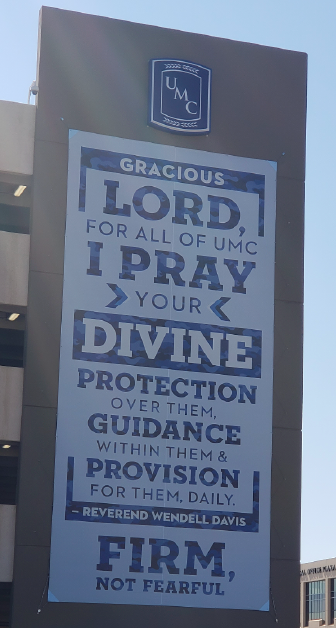 UMC
GRACIOUS
LORD,
FOR ALL OF UMC
I PRAY
YOUR
DIVINE
PROTECTION
OVER THEM,
GUIDANCE
WITHIN THEM &
PROVISION
FOR THEM, DAILY.
– REVEREND WENDELL DAVIS
FIRM,
NOT FEARFUL